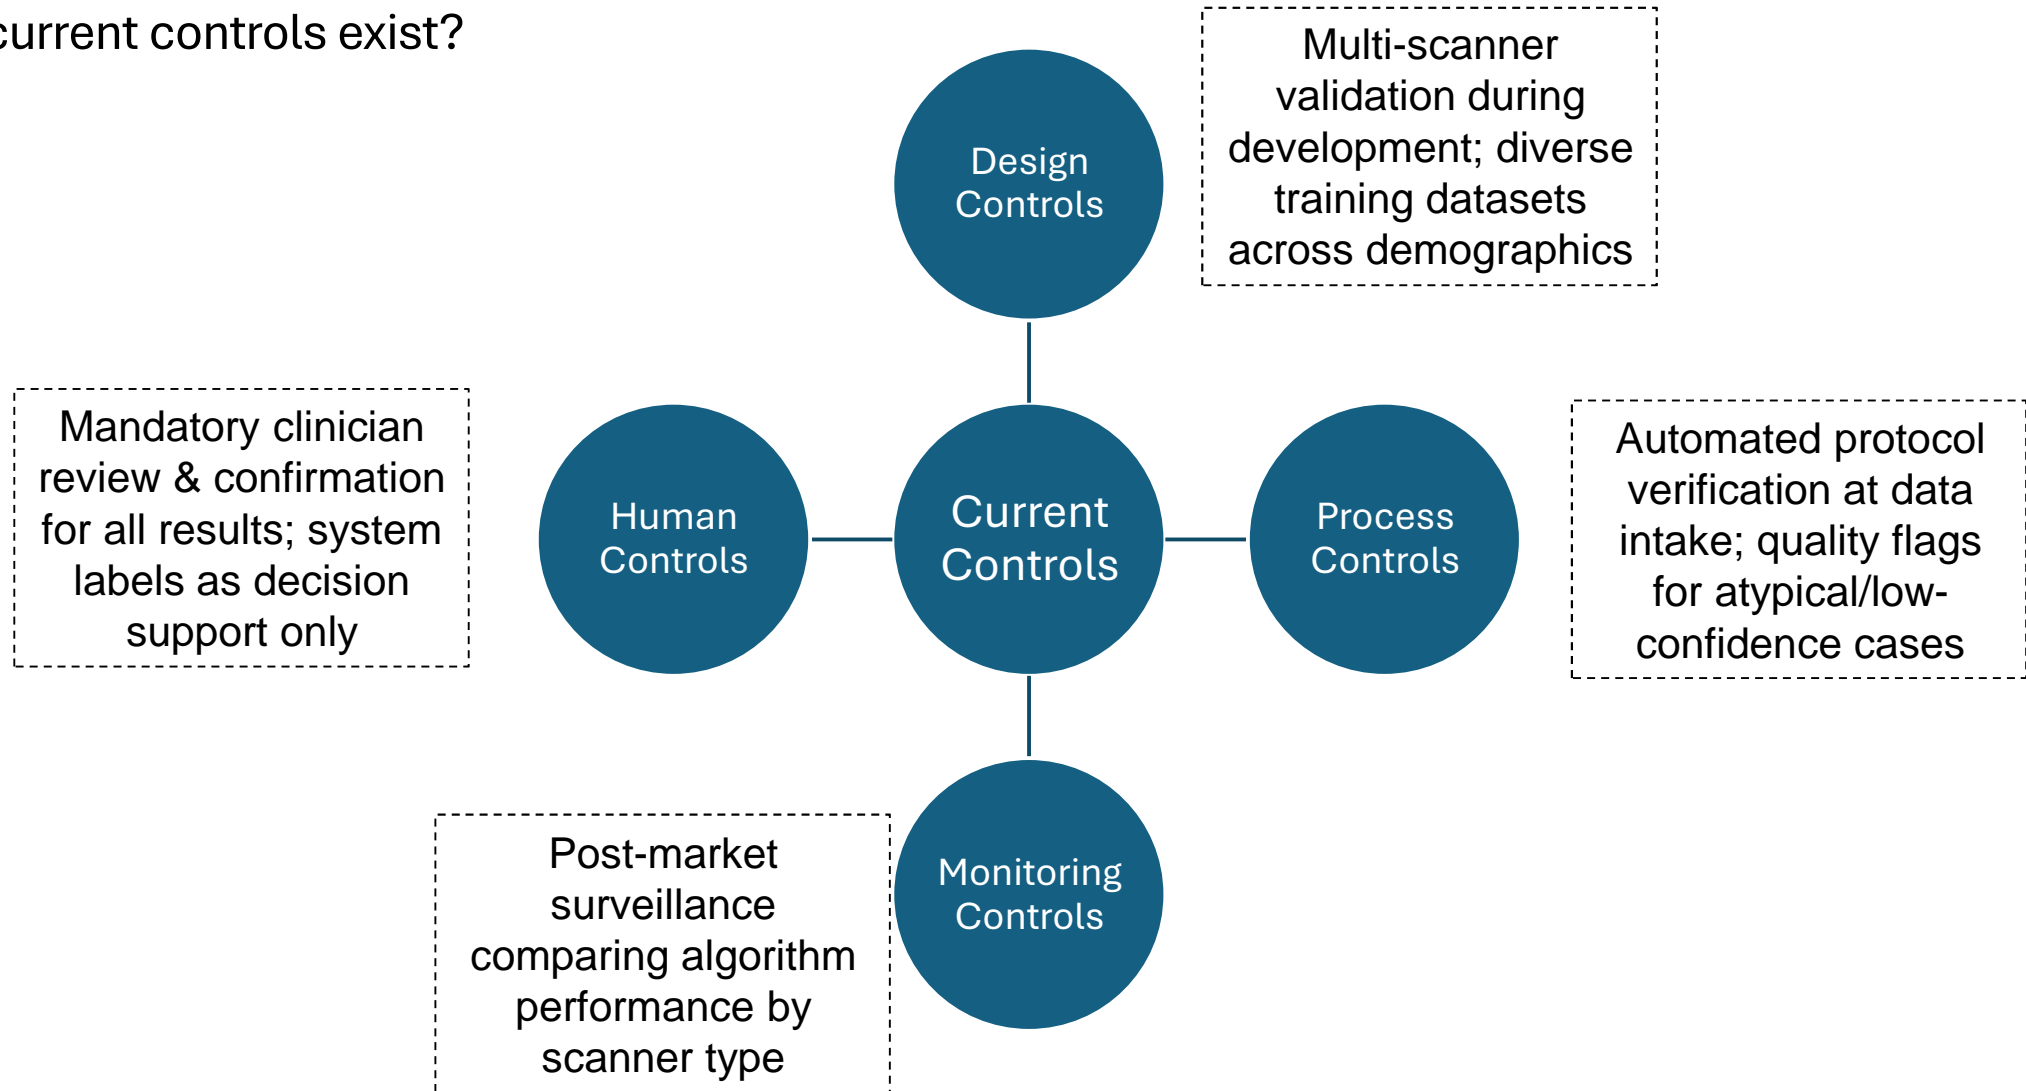 current controls exist?
Multi-scanner
validation during
development; diverse
training datasets
across demographics
Design
Controls
Mandatory clinician
review & confirmation
for all results; system
labels as decision
support only
Human
Controls
Current
Controls
Process
Controls
Automated protocol
verification at data
intake; quality flags
for atypical/low-
confidence cases
Post-market
surveillance
comparing algorithm
performance by
scanner type
Monitoring
Controls